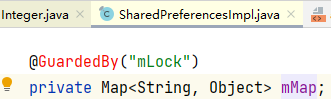 Integer.java
SharedPreferencesImpl.java
@GuardedBy("mLock")
private Map<String, Object> mMap;